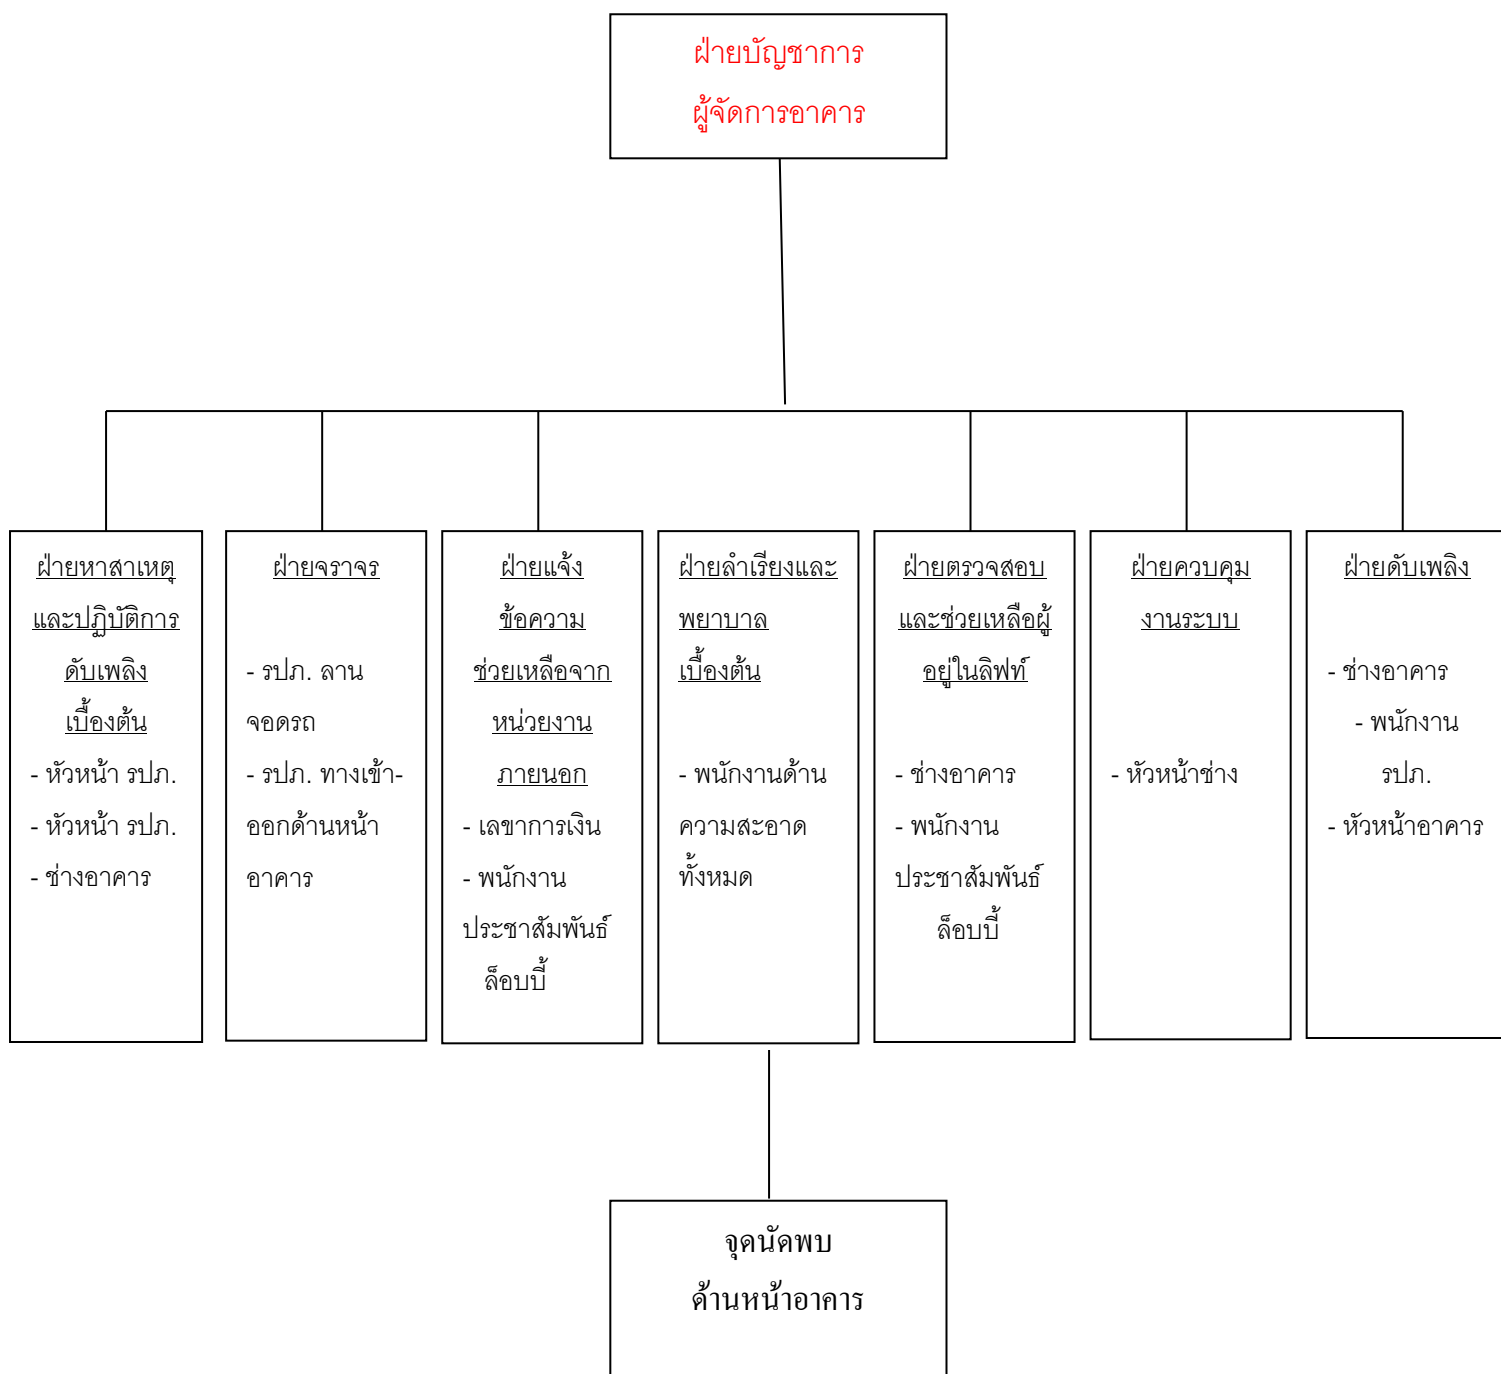 ฝ่ายบัญชาการ
ผู้จัดการอาคาร
ฝ่ายหาสาเหตุ
และปฏิบัติการ
ดับเพลิง
เบื้องต้น
- หัวหน้า รปภ.
- หัวหน้า รปภ.
- ช่างอาคาร
ฝ่ายจราจร
- รปภ. ลาน
จอดรถ
- รปภ. ทางเข้า-
ออกด้านหน้า
อาคาร
ฝ่ายแจ้ง
ข้อความ
ช่วยเหลือจาก
หน่วยงาน
ภายนอก
- เลขาการเงิน
- พนักงาน
ประชาสัมพันธ์
ล็อบบี้
ฝ่ายลำเรียงและ
พยาบาล
เบื้องต้น
- พนักงานด้าน
ความสะอาด
ทั้งหมด
ฝ่ายตรวจสอบ
และช่วยเหลือผู้
อยู่ในลิฟท์
- ช่างอาคาร
- พนักงาน
ประชาสัมพันธ์
ล็อบบี้
ฝ่ายควบคุม
งานระบบ
- หัวหน้าช่าง
ฝ่ายดับเพลิง
- ช่างอาคาร
- พนักงาน
รปภ.
- หัวหน้าอาคาร
จุดนัดพบ
ด้านหน้าอาคาร